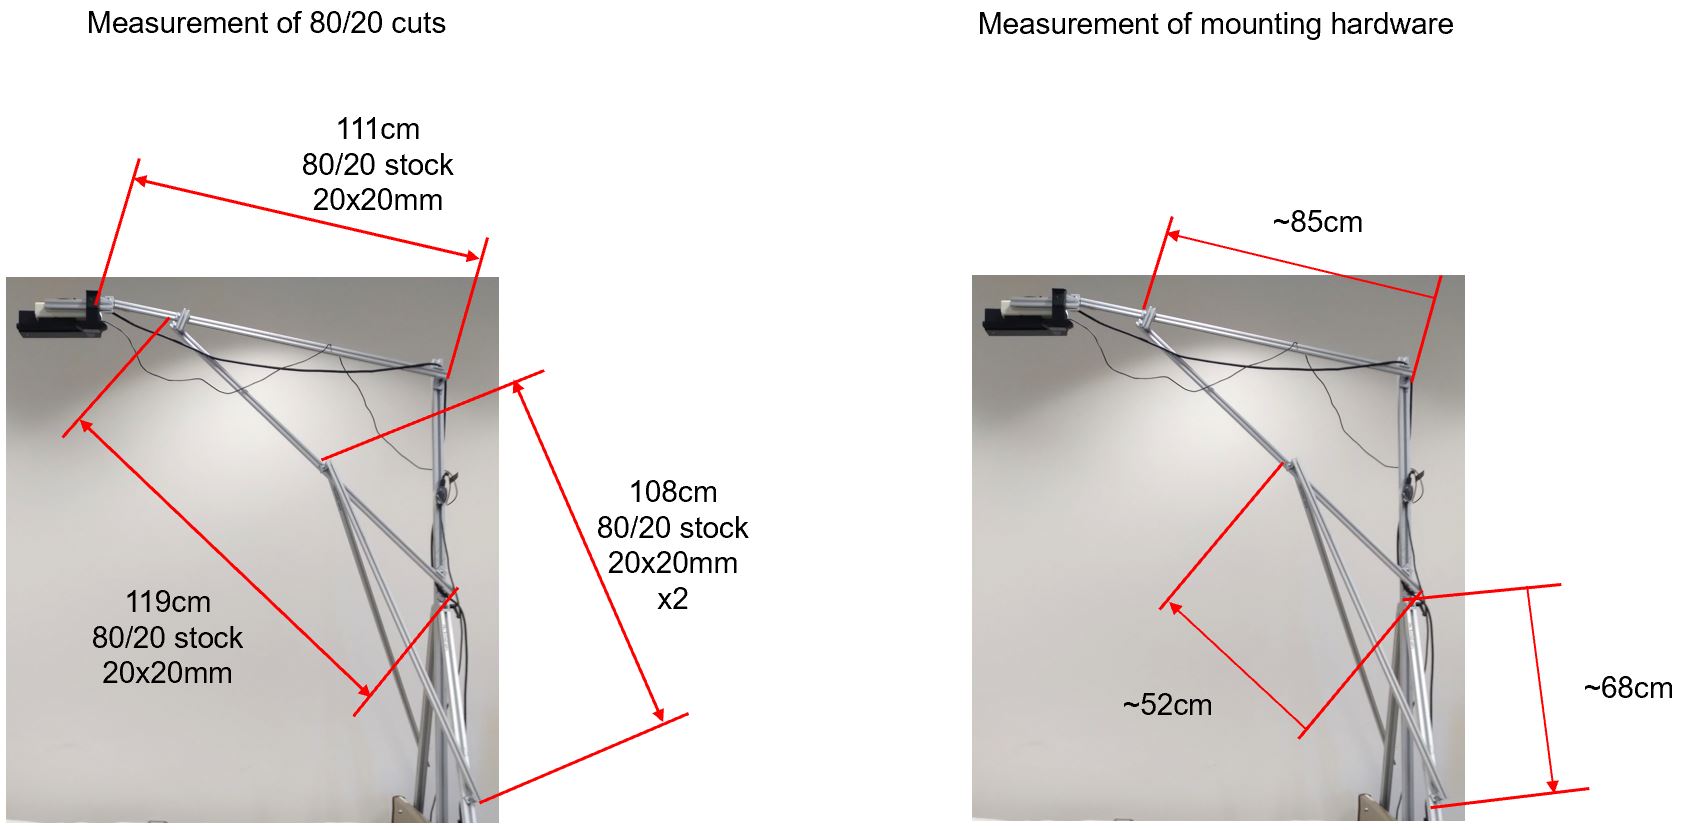 Measurement of 80/20 cuts
Measurement of mounting hardware
111cm
80/20 stock
20x20mm
108cm
80/20 stock
20x20mm
x2
119cm
80/20 stock
20x20mm
~85cm
~52cm
~68cm